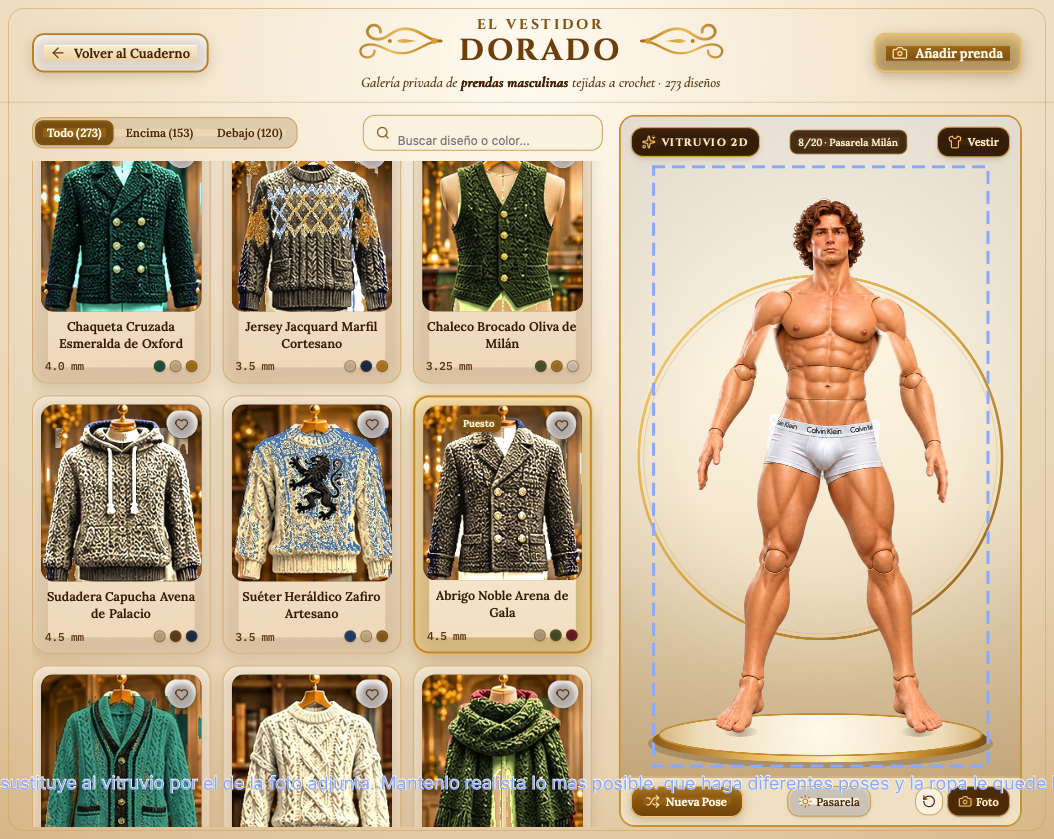 EL VESTIDOR
DORADO
Volver al Cuaderno
Añadir prenda
Galería privada de prendas masculinas tejidas a crochet · 273 diseños
Todo (273) Encima (153) Debajo (120)
Buscar diseño o color...
VITRUVIO 2D
8/20 · Pasarela Milán
Vestir
Chaqueta Cruzada
Esmeralda de Oxford
4.0 mm
Jersey Jacquard Marfil
Cortesano
3.5 mm
Chaleco Brocado Oliva de
Milán
3.25 mm
Sudadera Capucha Avena
de Palacio
4.5 mm
Suéter Heráldico Zafiro
Artesano
3.5 mm
Puesto
Abrigo Noble Arena de
Gala
4.5 mm
Calvin Klein
sustituye al vitruvio por el de la foto adjunta. Mantenlo realista lo mas posible. que haga diferentes poses y la ropa le quede
Nueva Pose
Pasarela
Foto